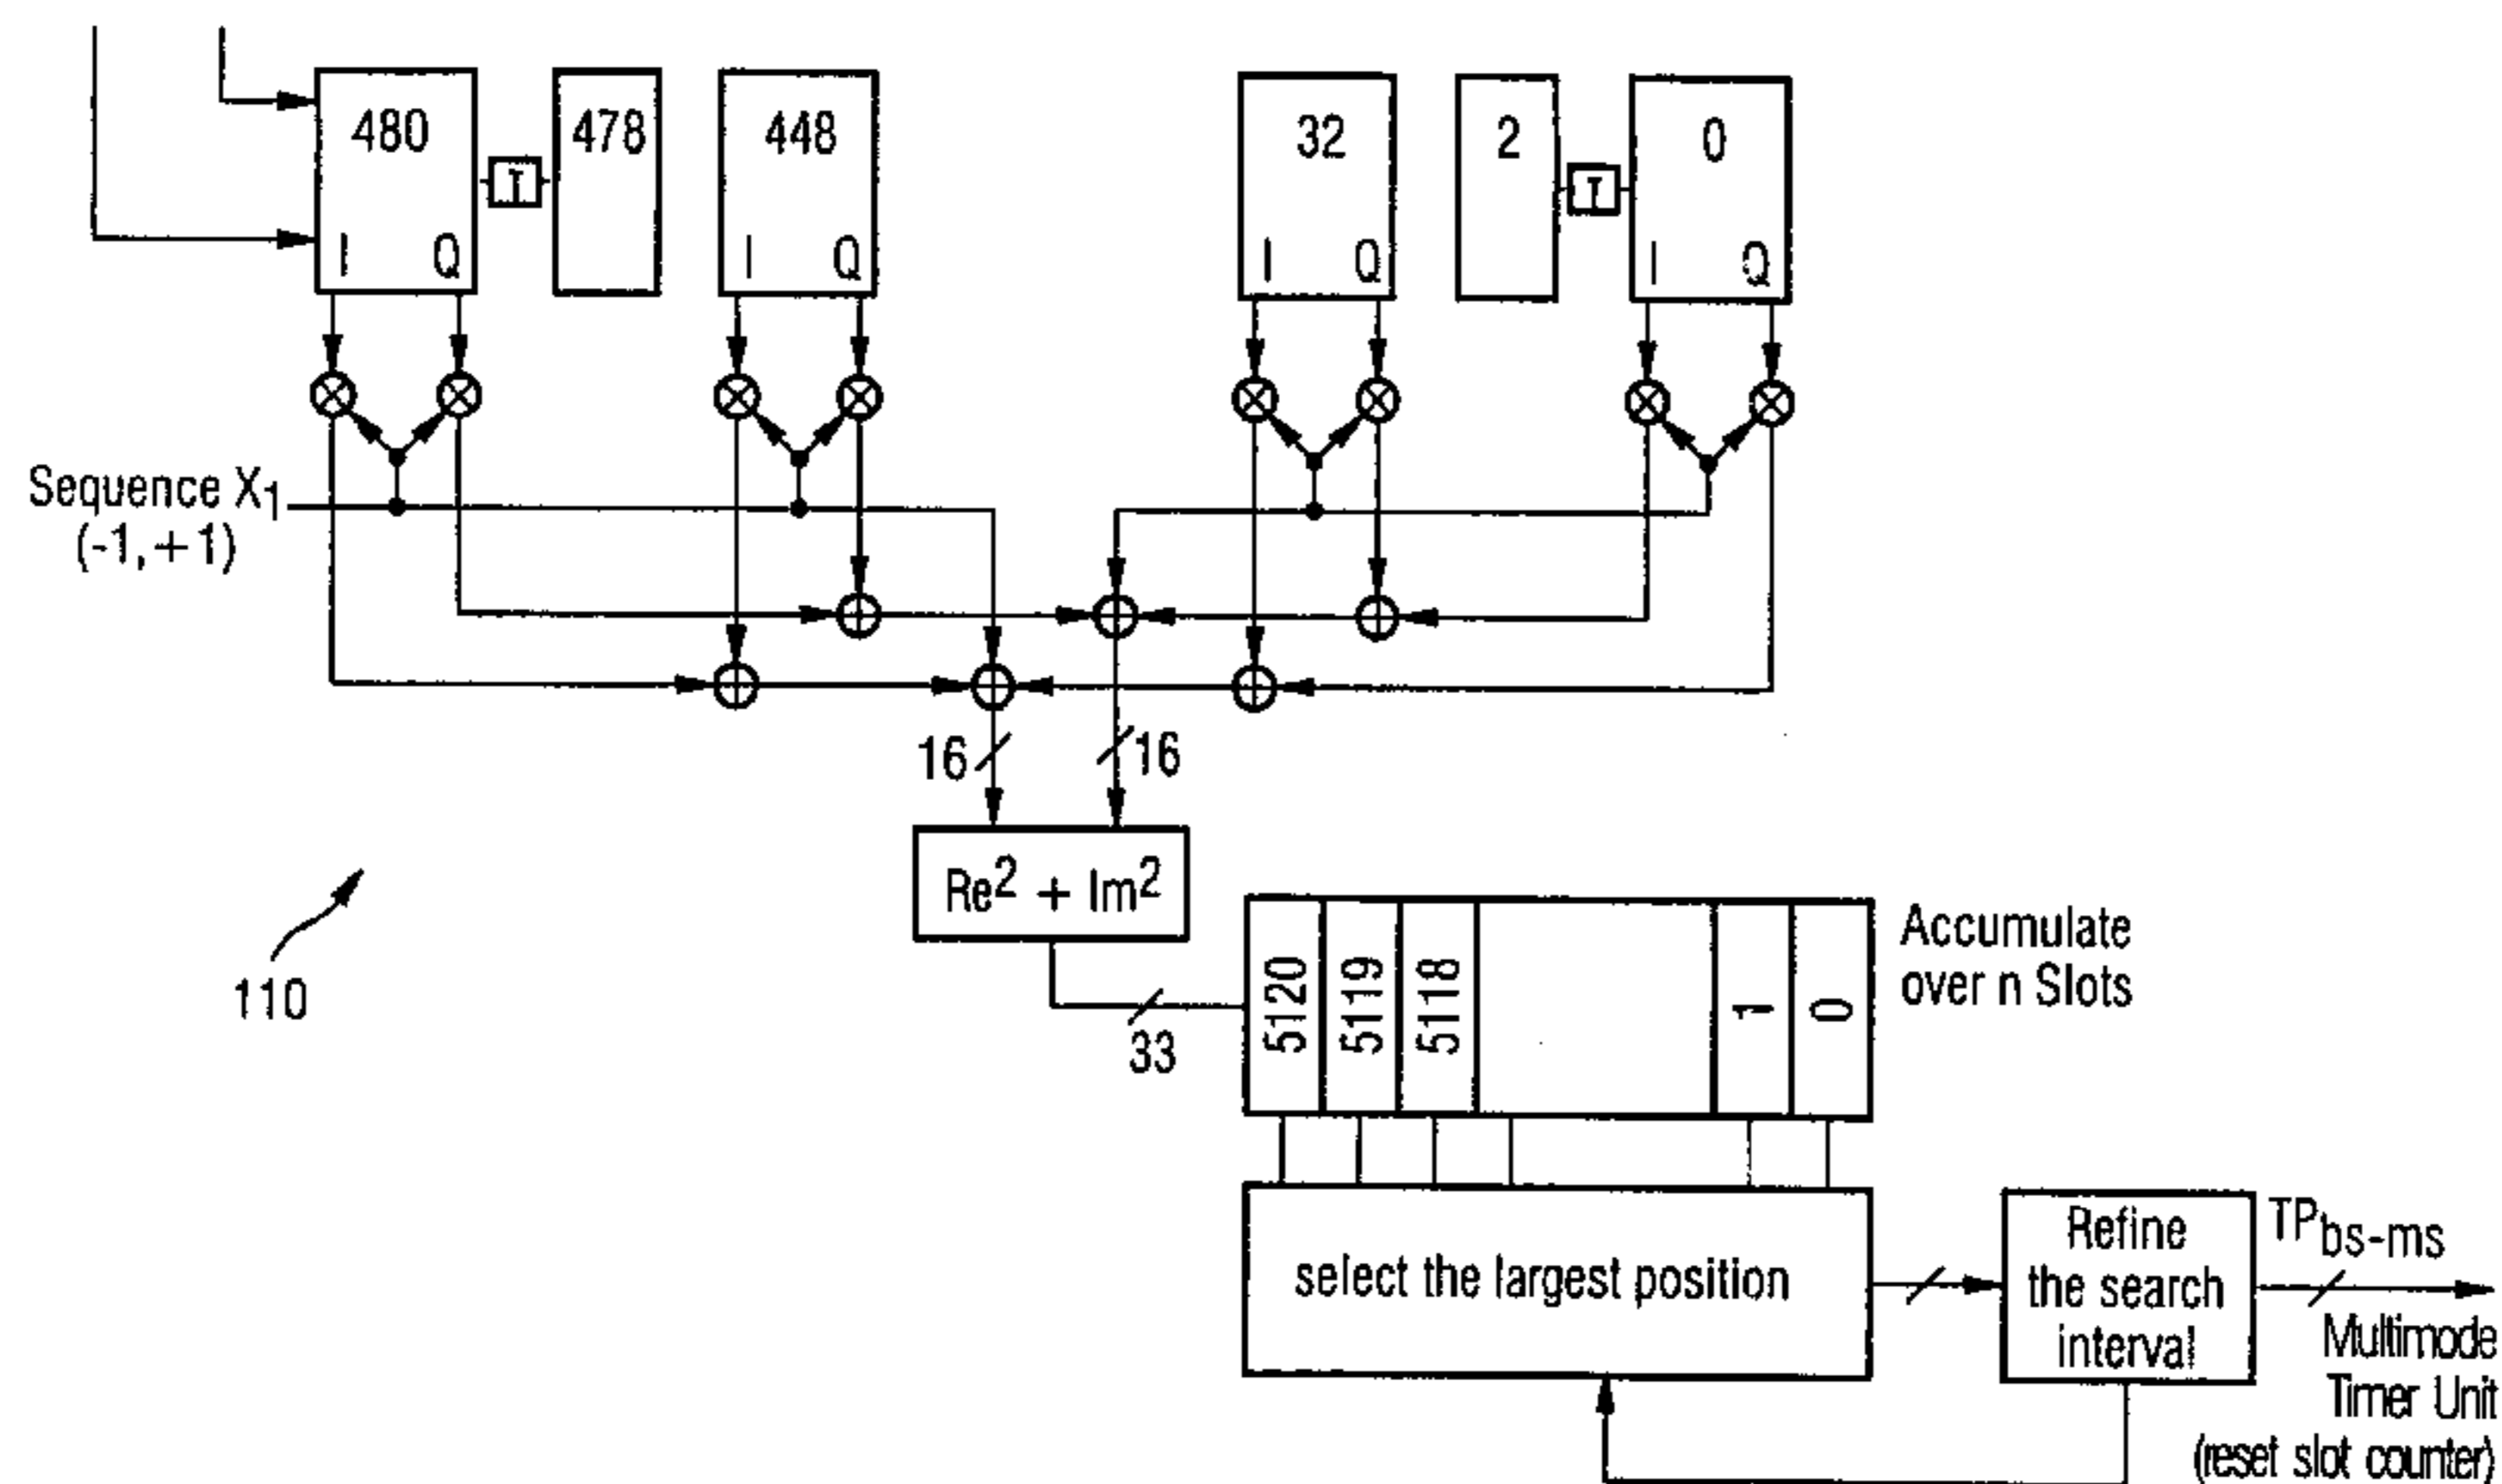 480
478
448
32
2
0
T
T
I Q
I Q
I Q
I Q
Sequence X1
(-1, +1)
16
16
Re2 + Im2
110
33
5120
5119
5118
1
0
Accumulate
over n Slots
select the largest position
Refine
the search
interval
TPbs-ms
Multimode
Timer Unit
(reset slot counter)